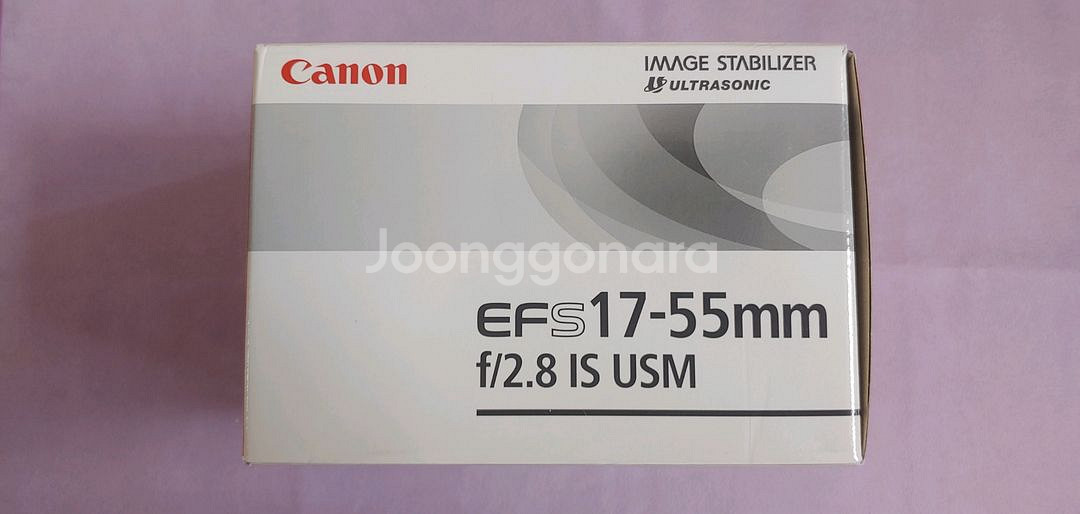 Canon
IMAGE STABILIZER
ULTRASONIC
Joonggonara
EFS17-55mm
f/2.8 IS USM